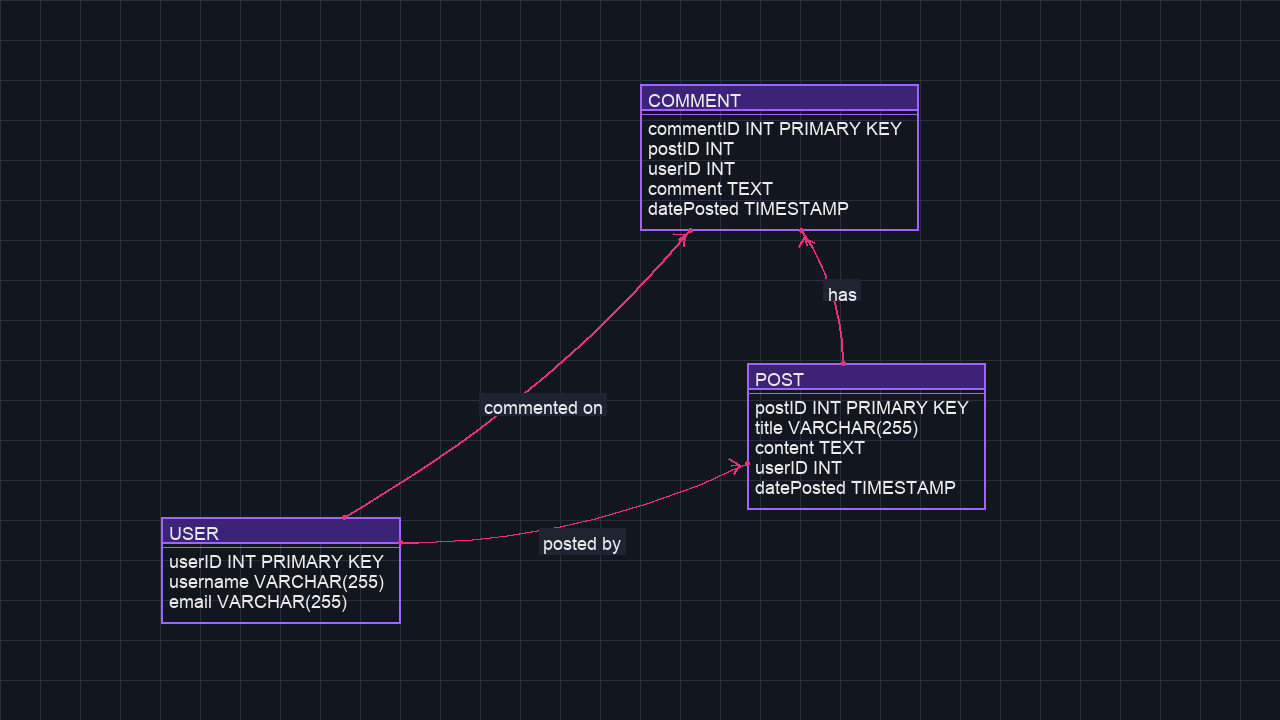 COMMENT
commentID INT PRIMARY KEY
postID INT
userID INT
comment TEXT
datePosted TIMESTAMP
has
POST
postID INT PRIMARY KEY
title VARCHAR(255)
content TEXT
userID INT
datePosted TIMESTAMP
commented on
posted by
USER
userID INT PRIMARY KEY
username VARCHAR(255)
email VARCHAR(255)